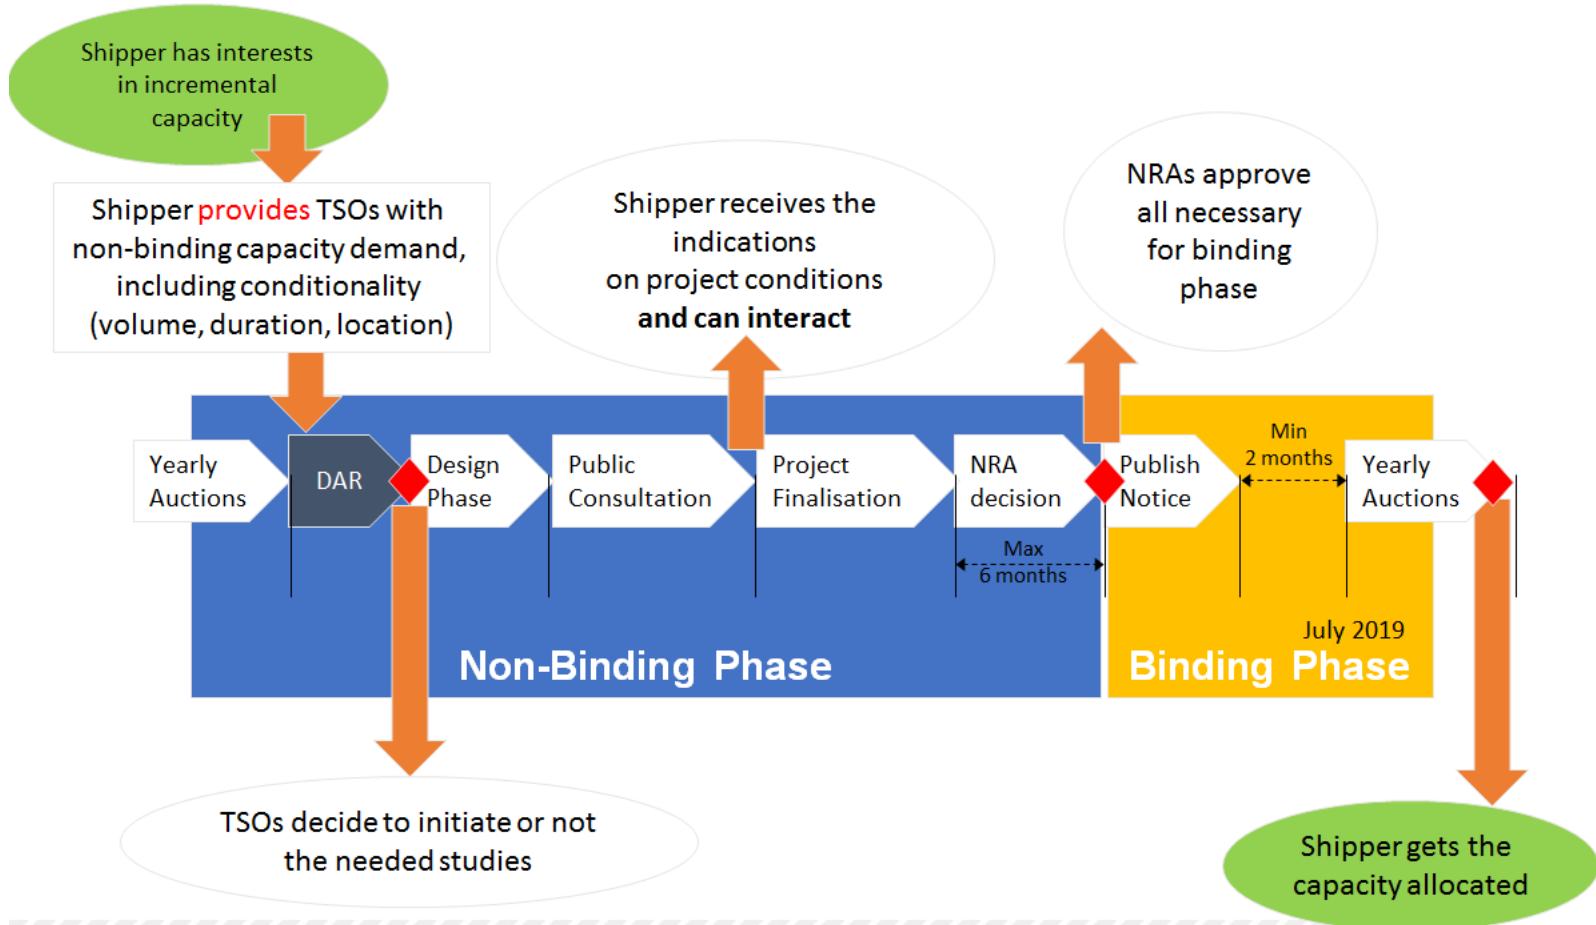 Shipper has interests
in incremental
capacity
Shipper provides TSOs with
non-binding capacity demand,
including conditionality
(volume, duration, location)
Shipper receives the
indications
on project conditions
and can interact
NRAs approve
all necessary
for binding
phase
Yearly
Auctions
DAR
Design
Phase
Public
Consultation
Project
Finalisation
NRA
decision
Publish
Notice
Min
2 months
Yearly
Auctions
Max
6 months
July 2019
Non-Binding Phase
Binding Phase
TSOs decide to initiate or not
the needed studies
Shipper gets the
capacity allocated